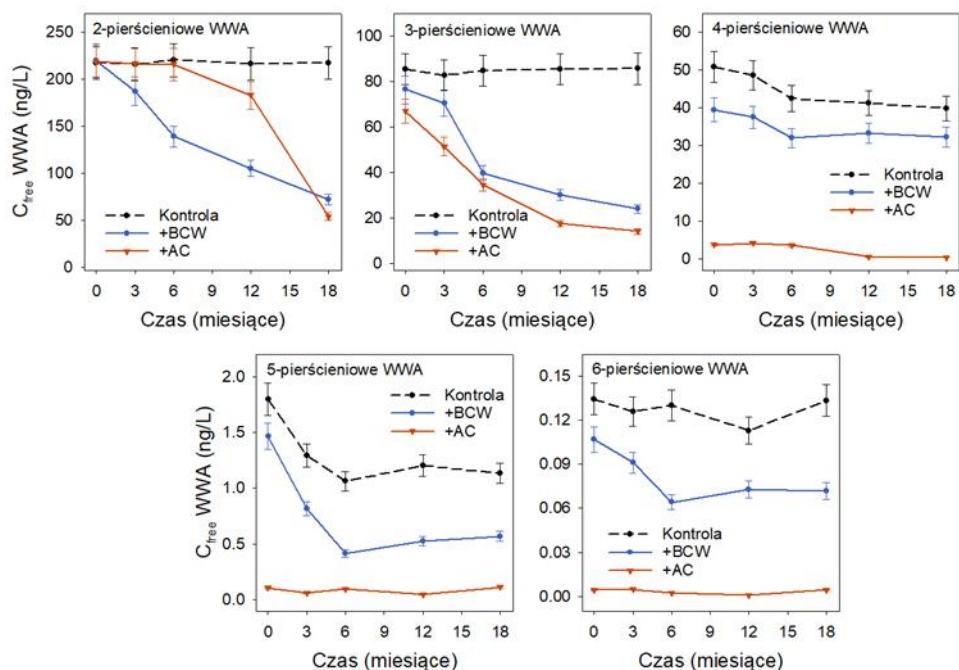 2-pierścieniowe WWA
250
200
150
100
50
0
C_free WWA (ng/L)
Kontrola
+BCW
+AC
0 3 6 9 12 15 18
Czas (miesiące)
3-pierścieniowe WWA
100
80
60
40
20
0
Kontrola
+BCW
+AC
0 3 6 9 12 15 18
Czas (miesiące)
4-pierścieniowe WWA
60
50
40
30
20
10
0
Kontrola
+BCW
+AC
0 3 6 9 12 15 18
Czas (miesiące)
5-pierścieniowe WWA
2.0
1.5
1.0
0.5
0.0
C_free WWA (ng/L)
Kontrola
+BCW
+AC
0 3 6 9 12 15 18
Czas (miesiące)
6-pierścieniowe WWA
0.15
0.12
0.09
0.06
0.03
0.00
Kontrola
+BCW
+AC
0 3 6 9 12 15 18
Czas (miesiące)